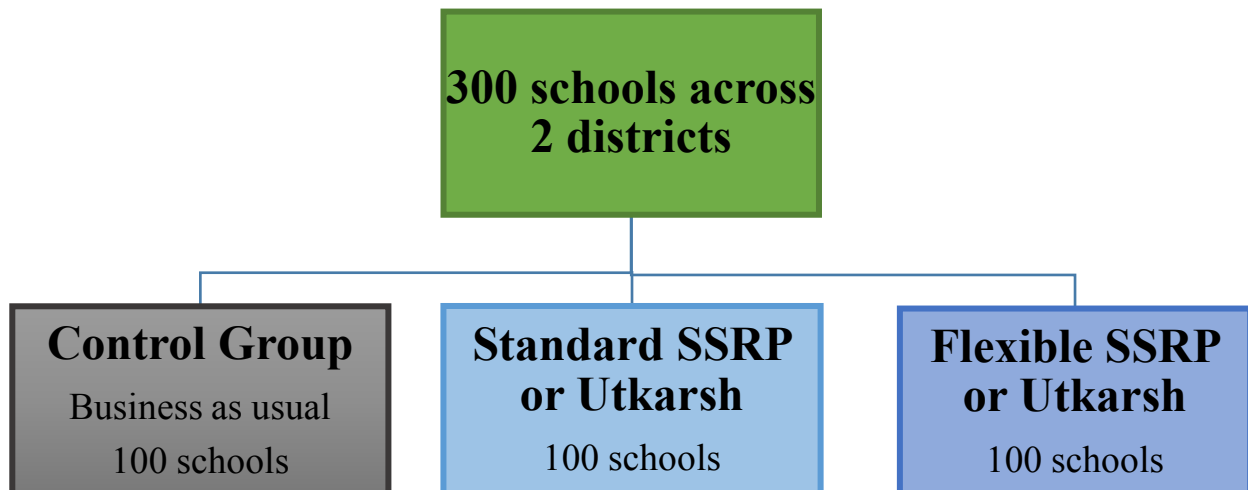 300 schools across
2 districts
Control Group
Business as usual
100 schools
Standard SSRP
or Utkarsh
100 schools
Flexible SSRP
or Utkarsh
100 schools